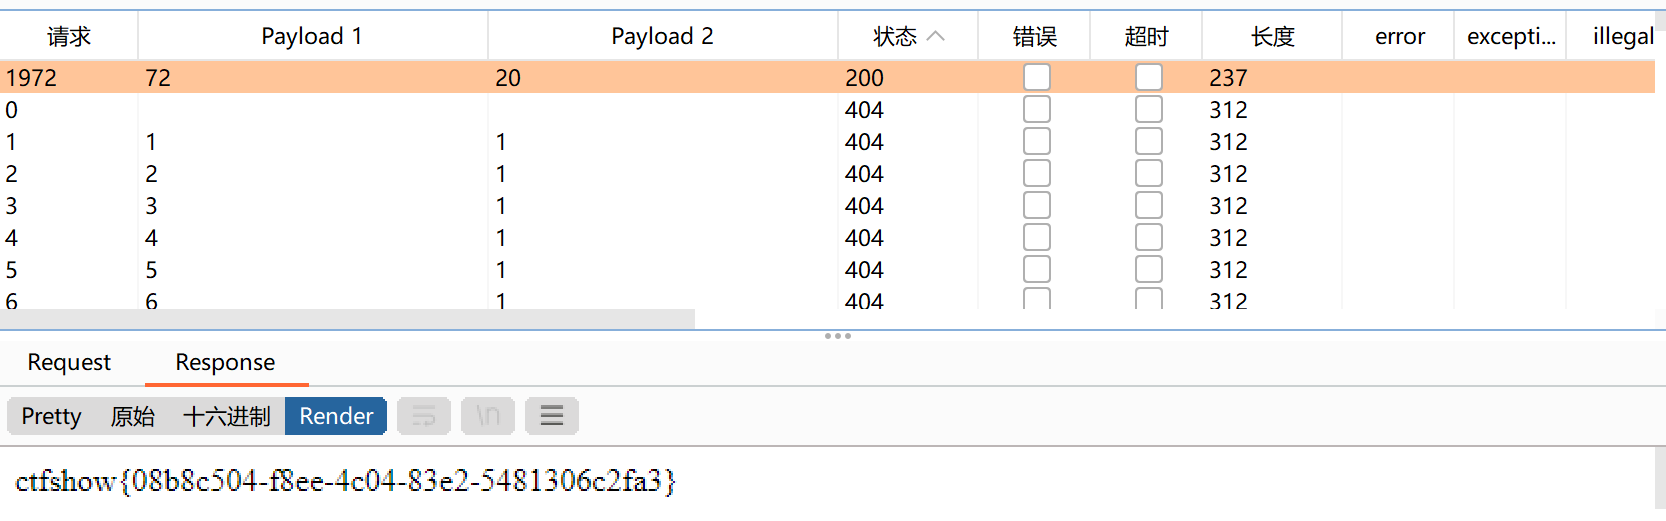 请求 Payload 1 Payload 2 状态 错误 超时 长度 error excepti... illegal
1972 72 20 200 237
0 404 312
1 1 1 404 312
2 2 1 404 312
3 3 1 404 312
4 4 1 404 312
5 5 1 404 312
6 6 1 404 312
Request Response
Pretty 原始 十六进制 Render \n
ctfshow{08b8c504-f8ee-4c04-83e2-5481306c2fa3}